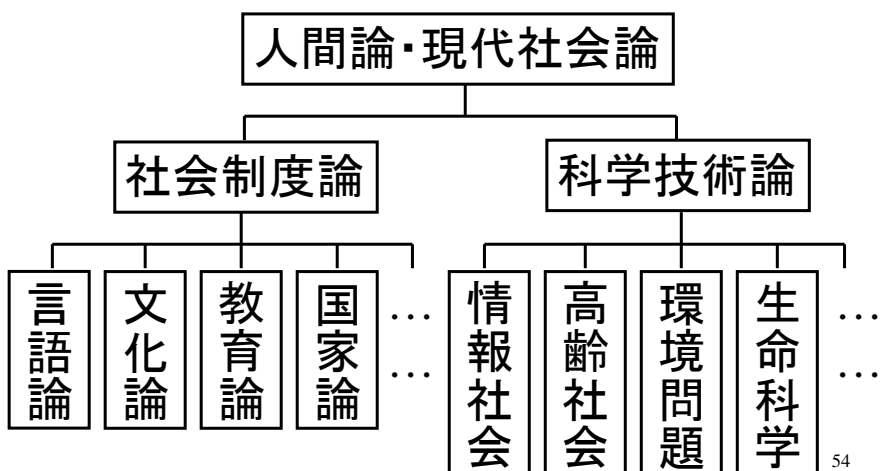 人間論・現代社会論
社会制度論
科学技術論
言語論
文化論
教育論
国家論
…
…
情報社会
高齢社会
環境問題
生命科学
…
…
54